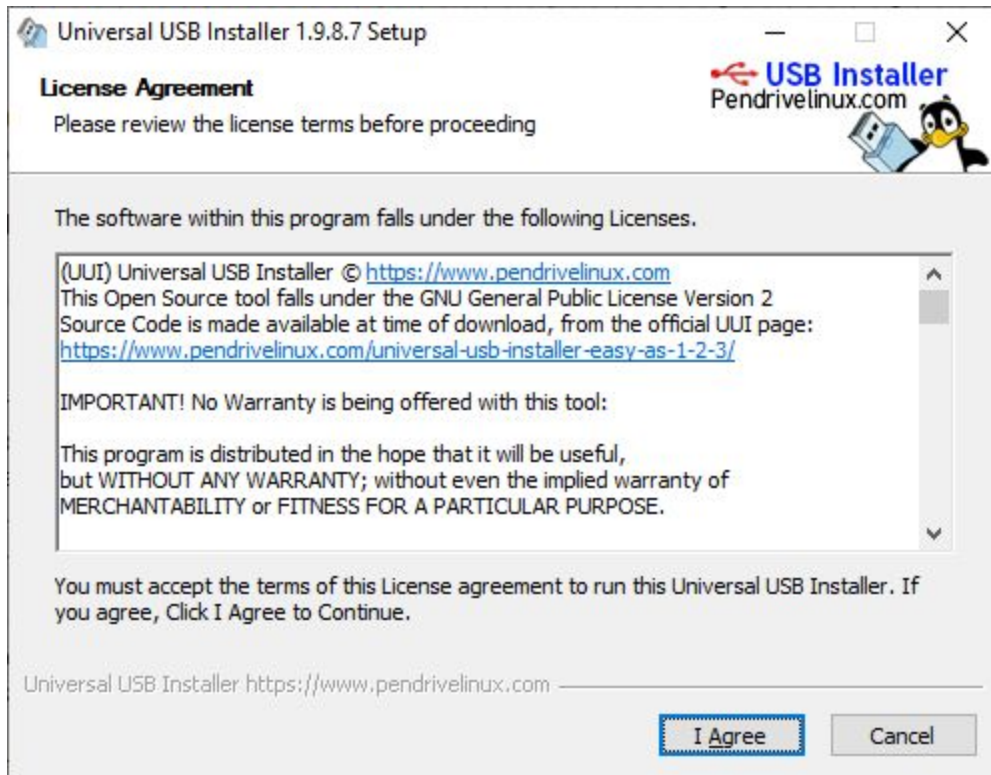 Universal USB Installer 1.9.8.7 Setup
License Agreement
Please review the license terms before proceeding
USB Installer
Pendrivelinux.com
The software within this program falls under the following Licenses.
(UUI) Universal USB Installer © https://www.pendrivelinux.com
This Open Source tool falls under the GNU General Public License Version 2
Source Code is made available at time of download, from the official UUI page:
https://www.pendrivelinux.com/universal-usb-installer-easy-as-1-2-3/
IMPORTANT! No Warranty is being offered with this tool:
This program is distributed in the hope that it will be useful,
but WITHOUT ANY WARRANTY; without even the implied warranty of
MERCHANTABILITY or FITNESS FOR A PARTICULAR PURPOSE.
You must accept the terms of this License agreement to run this Universal USB Installer. If
you agree, Click I Agree to Continue.
Universal USB Installer https://www.pendrivelinux.com
I Agree
Cancel